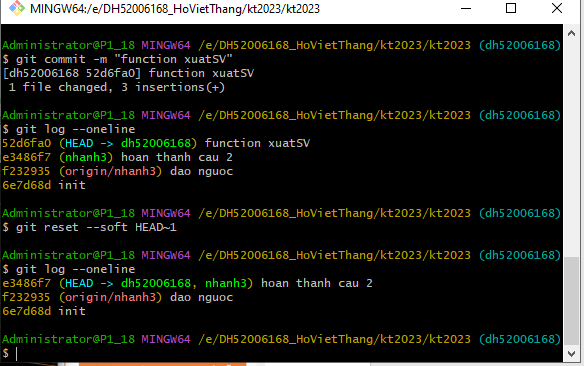 MINGW64:/e/DH52006168_HoVietThang/kt2023/kt2023
Administrator@P1_18 MINGW64 /e/DH52006168_HoVietThang/kt2023/kt2023 (dh52006168)
$ git commit -m "function xuatSV"
[dh52006168 52d6fa0] function xuatSV
 1 file changed, 3 insertions(+)
Administrator@P1_18 MINGW64 /e/DH52006168_HoVietThang/kt2023/kt2023 (dh52006168)
$ git log --oneline
52d6fa0 (HEAD -> dh52006168) function xuatSV
e3486f7 (nhanh3) hoan thanh cau 2
f232935 (origin/nhanh3) dao nguoc
6e7d68d init
Administrator@P1_18 MINGW64 /e/DH52006168_HoVietThang/kt2023/kt2023 (dh52006168)
$ git reset --soft HEAD~1
Administrator@P1_18 MINGW64 /e/DH52006168_HoVietThang/kt2023/kt2023 (dh52006168)
$ git log --oneline
e3486f7 (HEAD -> dh52006168, nhanh3) hoan thanh cau 2
f232935 (origin/nhanh3) dao nguoc
6e7d68d init
Administrator@P1_18 MINGW64 /e/DH52006168_HoVietThang/kt2023/kt2023 (dh52006168)
$